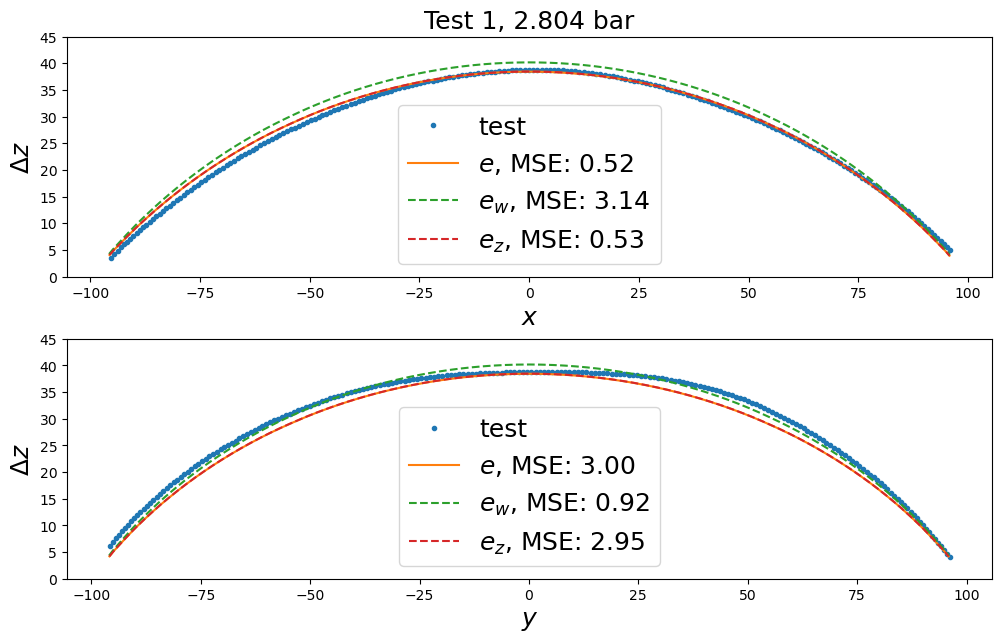 Test 1, 2.804 bar
45
40
35
30
25
20
15
10
5
0
Δz
test
e, MSE: 0.52
e_w, MSE: 3.14
e_z, MSE: 0.53
−100 −75 −50 −25 0 25 50 75 100
x
45
40
35
30
25
20
15
10
5
0
Δz
test
e, MSE: 3.00
e_w, MSE: 0.92
e_z, MSE: 2.95
−100 −75 −50 −25 0 25 50 75 100
y